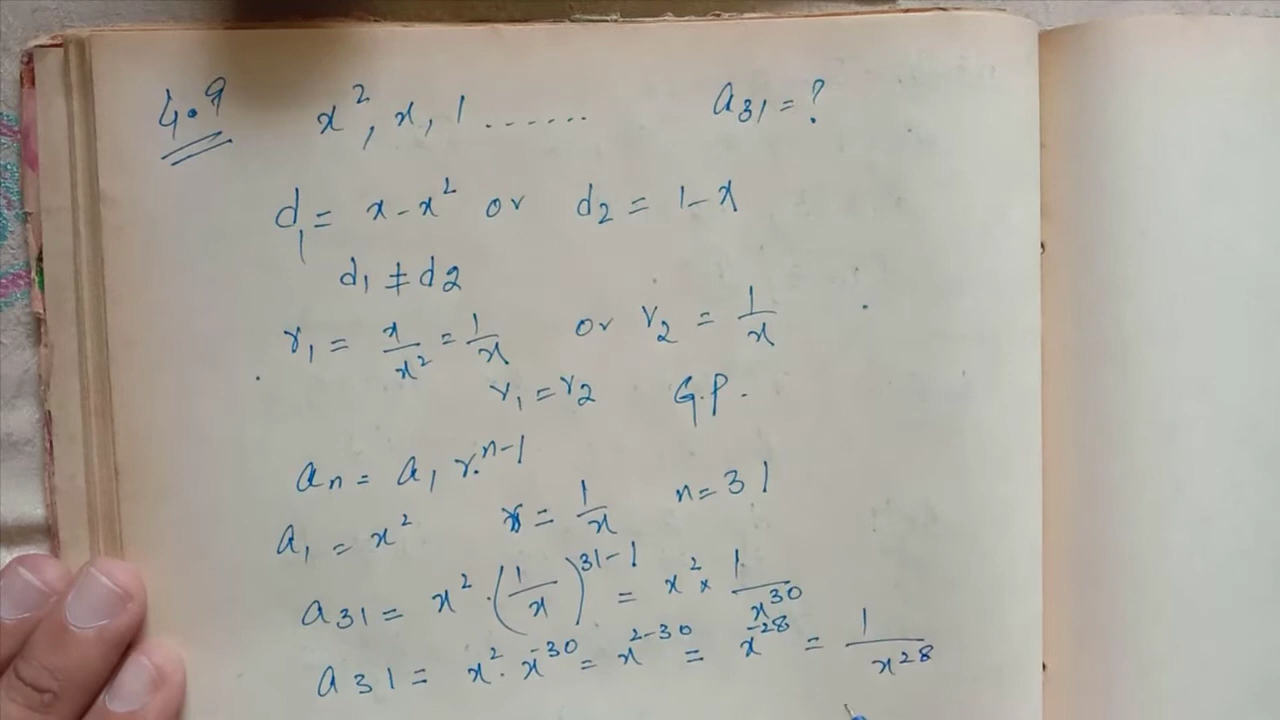 4.9 x², x, 1 ...... a₃₁ = ?
d₁ = x - x² or d₂ = 1 - x
d₁ ≠ d₂
r₁ = x/x² = 1/x or r₂ = 1/x
r₁ = r₂ G.P.
aₙ = a₁ r.ⁿ⁻¹
a₁ = x² r = 1/x n = 31
a₃₁ = x² · (1/x)³¹⁻¹ = x² × 1/x³⁰
a₃₁ = x² · x⁻³⁰ = x²⁻³⁰ = x⁻²⁸ = 1/x²⁸